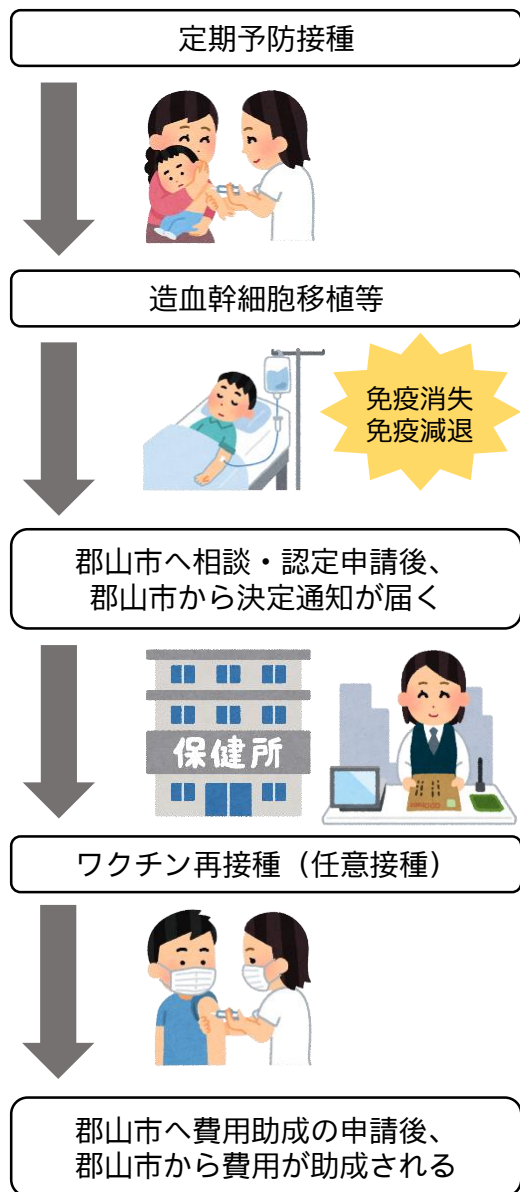 定期予防接種
造血幹細胞移植等
免疫消失
免疫減退
郡山市へ相談・認定申請後、
郡山市から決定通知が届く
保健所
ワクチン再接種（任意接種）
郡山市へ費用助成の申請後、
郡山市から費用が助成される